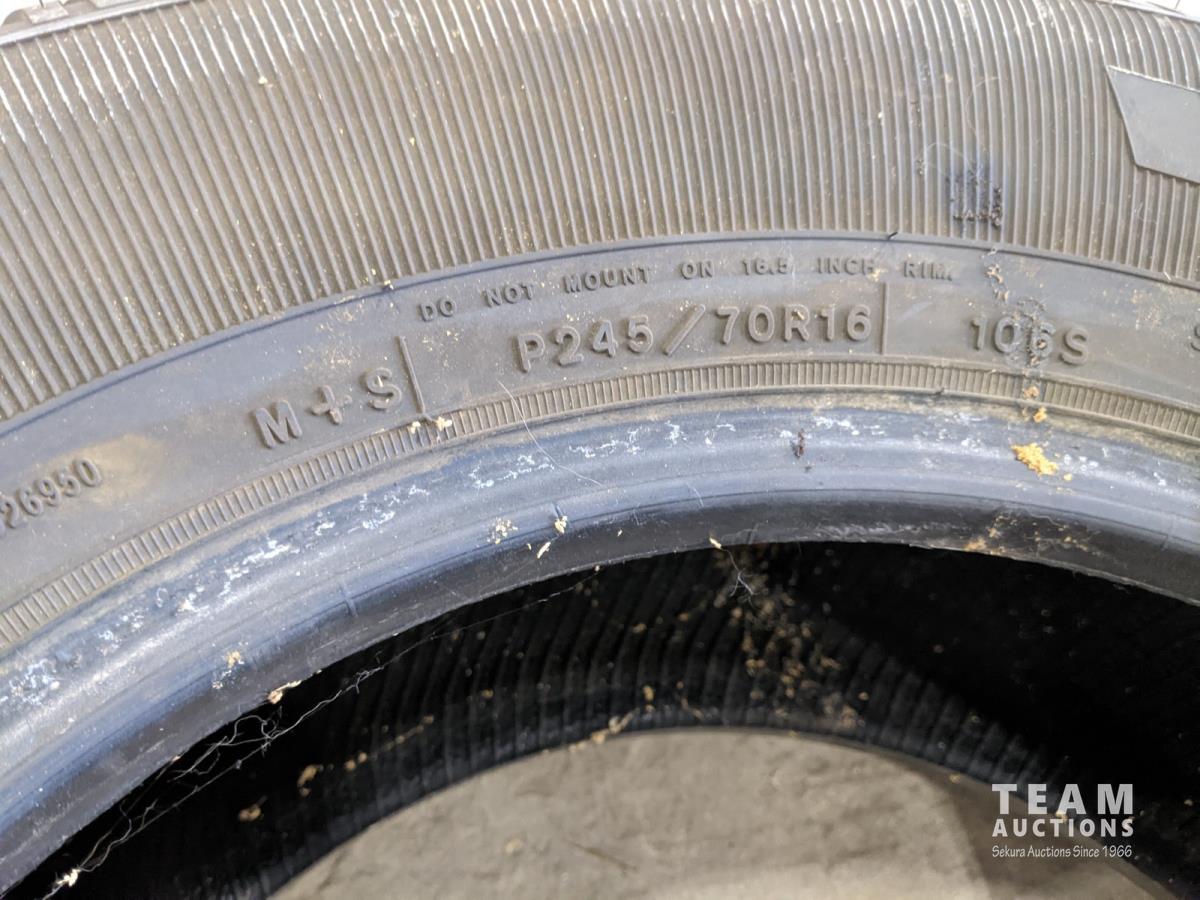 DO NOT MOUNT ON 16.5 INCH RIM.
26950 M+S P245/70R16 106S
TEAM
AUCTIONS
Sekura Auctions Since 1966